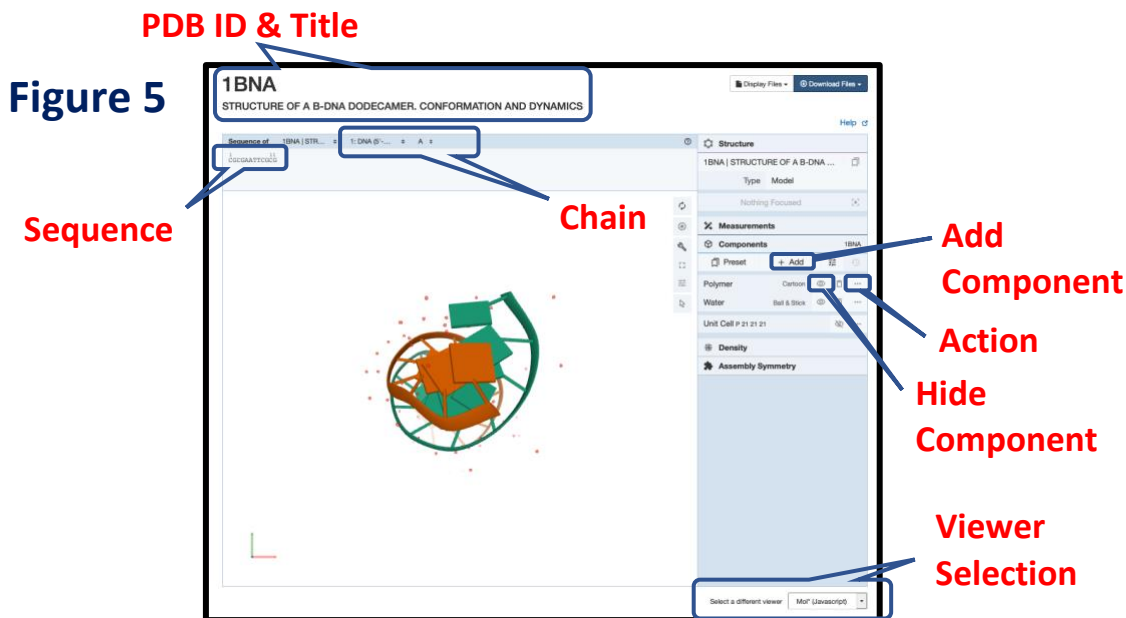 PDB ID & Title
Figure 5
1BNA
STRUCTURE OF A B-DNA DODECAMER. CONFORMATION AND DYNAMICS
Display Files
Download Files
Help
Sequence of 1BNA | STR... 1: DNA (5'-... A
1 11
CGCGAATTCGCG
Structure
1BNA | STRUCTURE OF A B-DNA ...
Type Model
Nothing Focused
Measurements
Components 1BNA
Preset + Add
Polymer Cartoon ...
Water Ball & Stick ...
Unit Cell P 21 21 21
Density
Assembly Symmetry
Sequence
Chain
Add
Component
Action
Hide
Component
Viewer
Selection
Select a different viewer Mol* (Javascript)